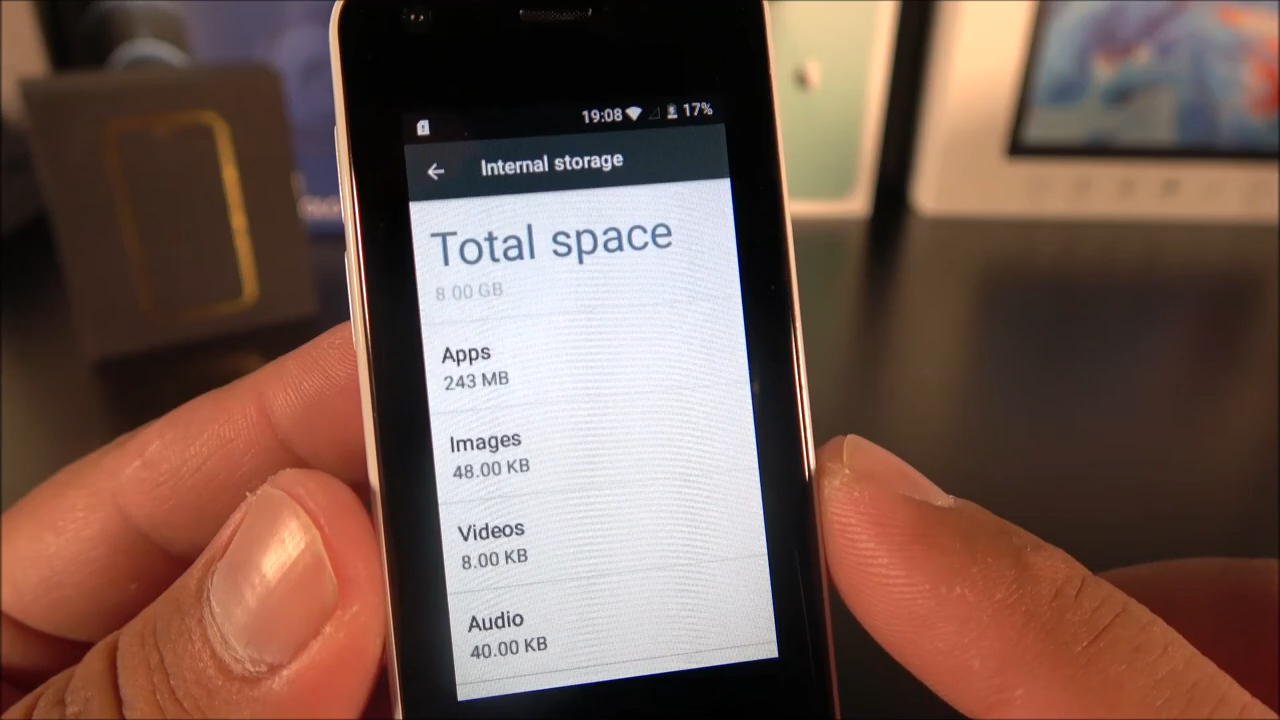 19:08 17%
Internal storage
Total space
8.00 GB
Apps
243 MB
Images
48.00 KB
Videos
8.00 KB
Audio
40.00 KB